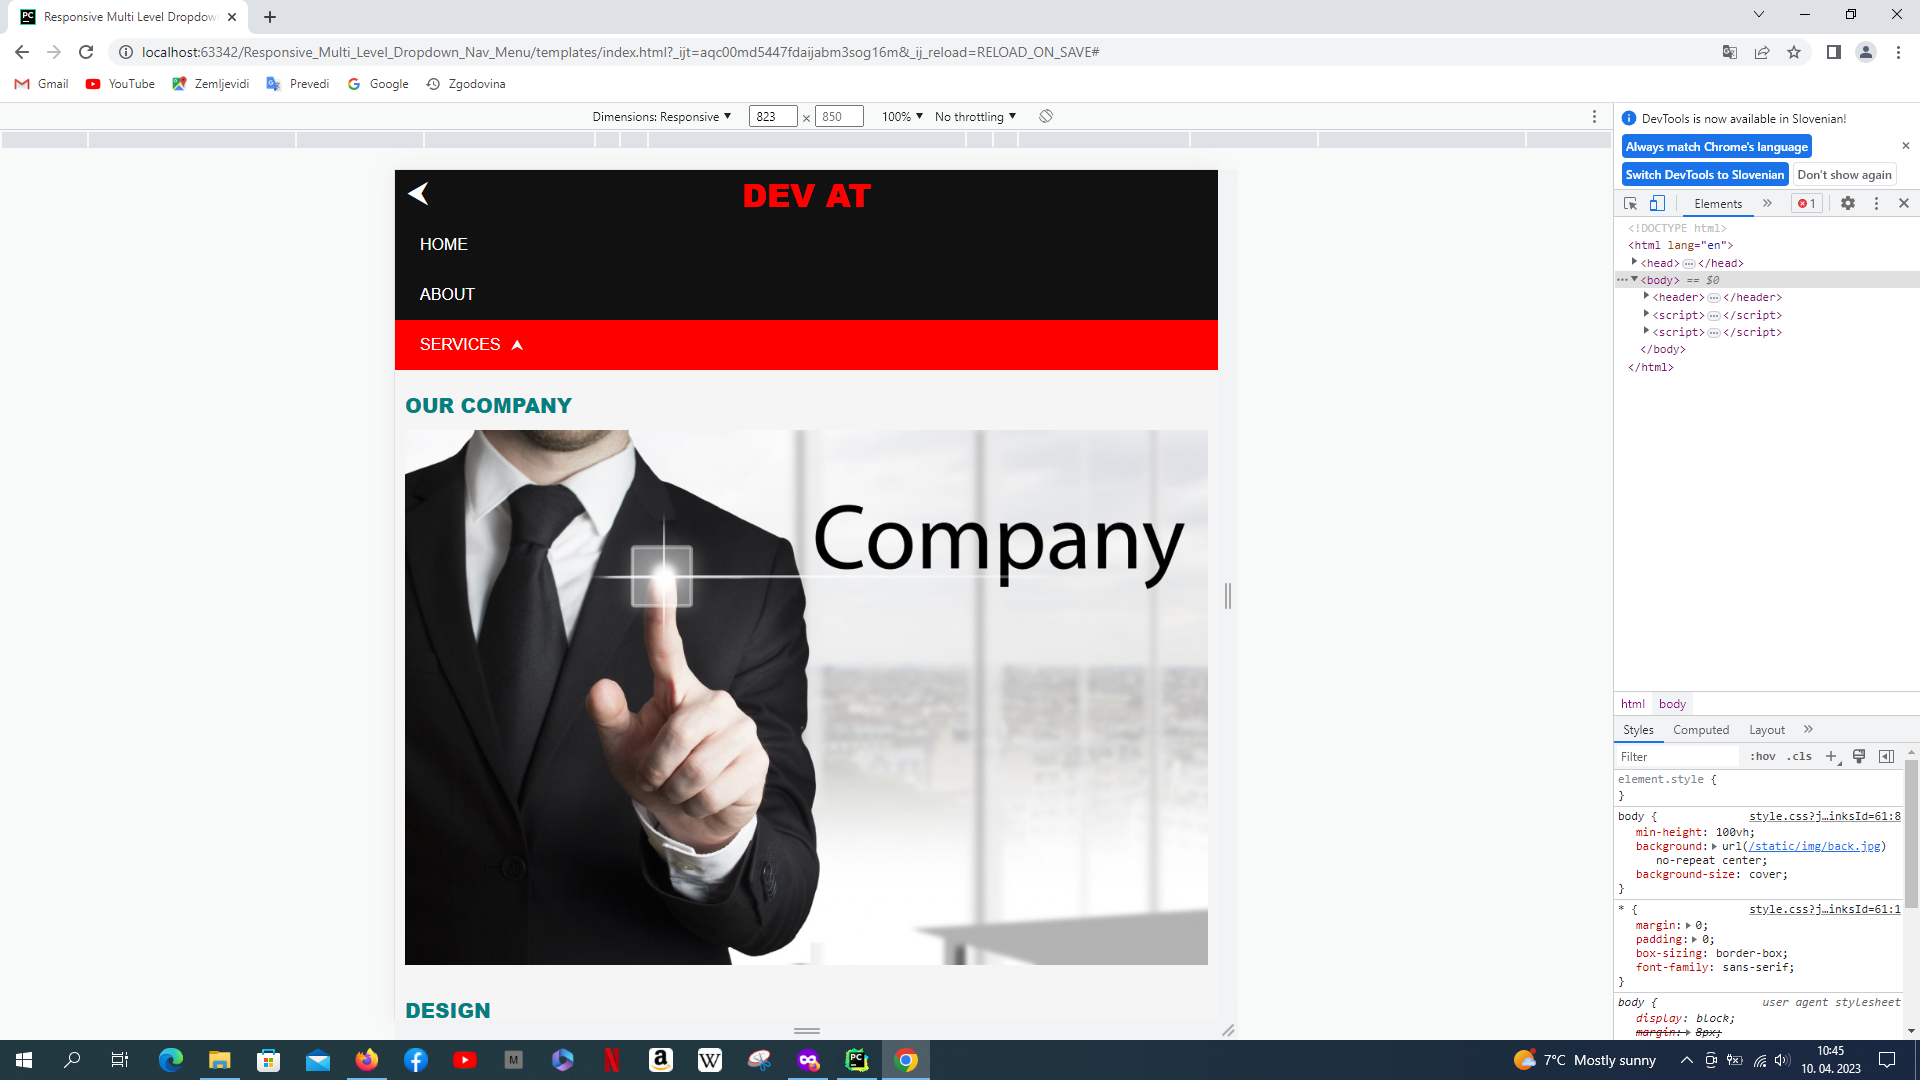 Responsive Multi Level Dropdow
localhost:63342/Responsive_Multi_Level_Dropdown_Nav_Menu/templates/index.html?_ijt=aqc00md5447fdaijabm3sog16m&_ij_reload=RELOAD_ON_SAVE#
Gmail YouTube Zemljevidi Prevedi Google Zgodovina
Dimensions: Responsive ▼ 823 × 850 100% ▼ No throttling ▼
DevTools is now available in Slovenian!
Always match Chrome's language
Switch DevTools to Slovenian Don't show again
Elements » 1
<!DOCTYPE html>
<html lang="en">
<head> … </head>
<body> == $0
<header> … </header>
<script> … </script>
<script> … </script>
</body>
</html>
DEV AT
HOME
ABOUT
SERVICES
OUR COMPANY
Company
DESIGN
html body
Styles Computed Layout »
Filter :hov .cls +
element.style {
}
body { style.css?j…inksId=61:8
min-height: 100vh;
background: url(/static/img/back.jpg)
no-repeat center;
background-size: cover;
}
* { style.css?j…inksId=61:1
margin: 0;
padding: 0;
box-sizing: border-box;
font-family: sans-serif;
}
body { user agent stylesheet
display: block;
margin: 8px;
7°C Mostly sunny
10:45
10. 04. 2023